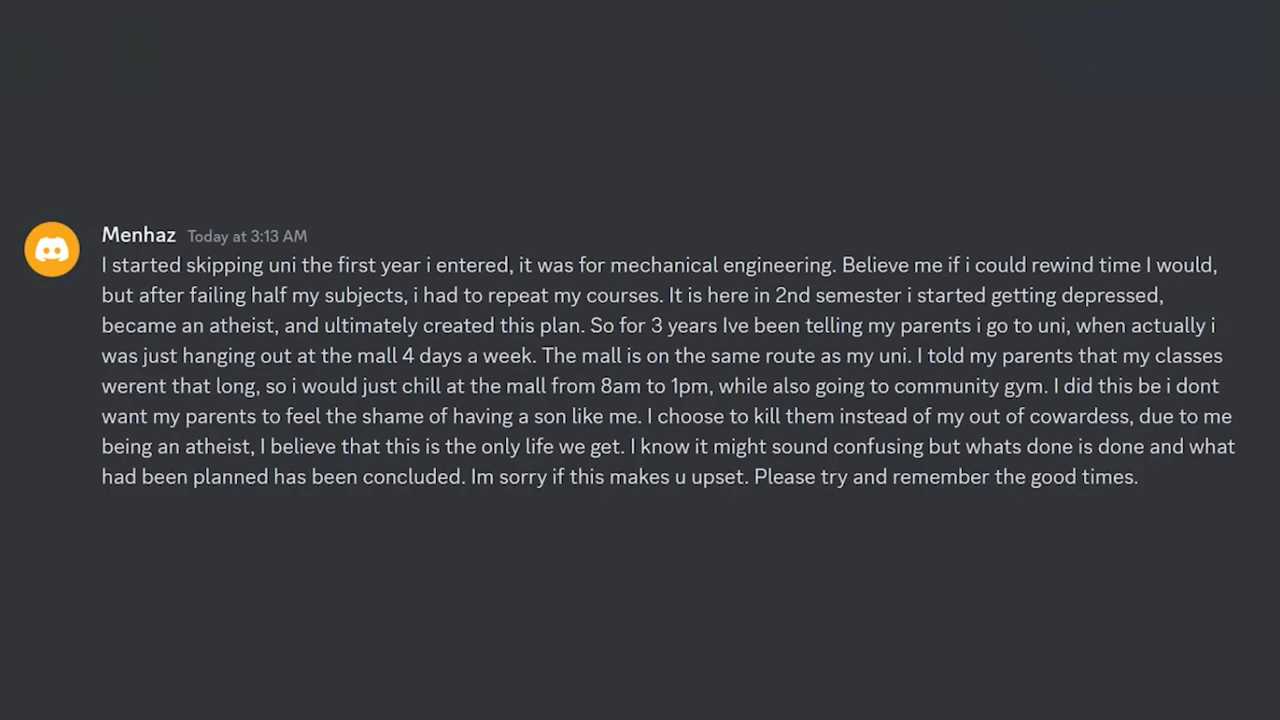 Menhaz Today at 3:13 AM
I started skipping uni the first year i entered, it was for mechanical engineering. Believe me if i could rewind time I would,
but after failing half my subjects, i had to repeat my courses. It is here in 2nd semester i started getting depressed,
became an atheist, and ultimately created this plan. So for 3 years Ive been telling my parents i go to uni, when actually i
was just hanging out at the mall 4 days a week. The mall is on the same route as my uni. I told my parents that my classes
werent that long, so i would just chill at the mall from 8am to 1pm, while also going to community gym. I did this be i dont
want my parents to feel the shame of having a son like me. I choose to kill them instead of my out of cowardess, due to me
being an atheist, I believe that this is the only life we get. I know it might sound confusing but whats done is done and what
had been planned has been concluded. Im sorry if this makes u upset. Please try and remember the good times.